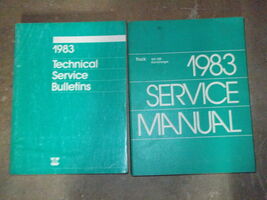 1983
Technical
Service
Bulletins
Truck
1983
SERVICE
MANUAL